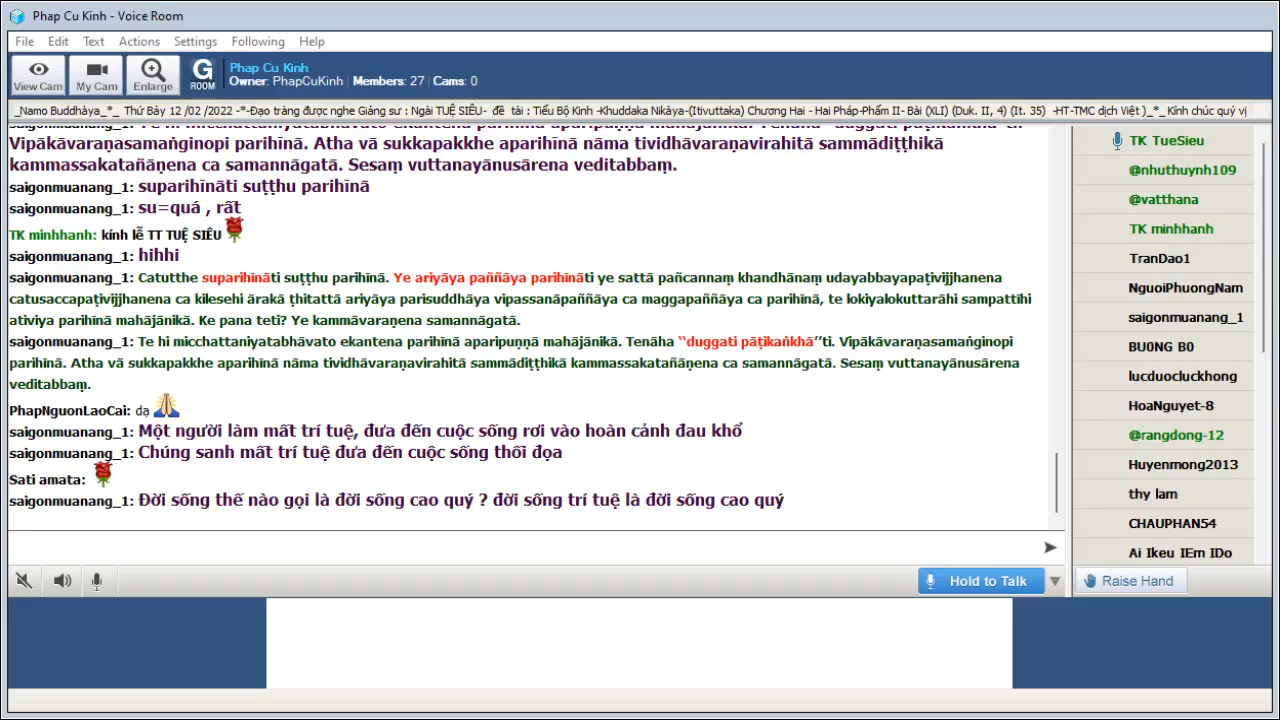 Phap Cu Kinh - Voice Room
File Edit Text Actions Settings Following Help
View Cam
My Cam
Enlarge
G ROOM
Phap Cu Kinh
Owner: PhapCuKinh | Members: 27 | Cams: 0
_Namo Buddhàya_*_ Thứ Bảy 12 /02 /2022 -*-Đạo tràng được nghe Giảng sư : Ngài TUỆ SIÊU- đề tài : Tiểu Bộ Kinh -Khuddaka Nikàya-(Itivuttaka) Chương Hai - Hai Pháp-Phẩm II- Bài (XLI) (Duk. II, 4) (It. 35) -HT-TMC dịch Việt )_*_ Kính chúc quý vị
Vipākāvaraṇasamaṅginopi parihīnā. Atha vā sukkapakkhe aparihīnā nāma tividhāvaraṇavirahitā sammādiṭṭhikā
kammassakatañāṇena ca samannāgatā. Sesaṃ vuttanayānusārena veditabbaṃ.
saigonmuanang_1: suparihīnāti suṭṭhu parihīnā
saigonmuanang_1: su=quá , rất
TK minhhanh: kính lễ TT TUỆ SIÊU
saigonmuanang_1: hihhi
saigonmuanang_1: Catutthe suparihīnāti suṭṭhu parihīnā. Ye ariyāya paññāya parihīnāti ye sattā pañcannaṃ khandhānaṃ udayabbayapaṭivijjhanena
catusaccapaṭivijjhanena ca kilesehi ārakā ṭhitattā ariyāya parisuddhāya vipassanāpaññāya ca maggapaññāya ca parihīnā, te lokiyalokuttarāhi sampattīhi
ativiya parihīnā mahājānikā. Ke pana teti? Ye kammāvaraṇena samannāgatā.
saigonmuanang_1: Te hi micchattaniyatabhāvato ekantena parihīnā aparipuṇṇā mahājānikā. Tenāha ‘‘duggati pāṭikaṅkhā’’ti. Vipākāvaraṇasamaṅginopi
parihīnā. Atha vā sukkapakkhe aparihīnā nāma tividhāvaraṇavirahitā sammādiṭṭhikā kammassakatañāṇena ca samannāgatā. Sesaṃ vuttanayānusārena
veditabbaṃ.
PhapNguonLaoCai: dạ
saigonmuanang_1: Một người làm mất trí tuệ, đưa đến cuộc sống rơi vào hoàn cảnh đau khổ
saigonmuanang_1: Chúng sanh mất trí tuệ đưa đến cuộc sống thối đọa
Sati amata:
saigonmuanang_1: Đời sống thế nào gọi là đời sống cao quý ? đời sống trí tuệ là đời sống cao quý
TK TueSieu
@nhuthuynh109
@vatthana
TK minhhanh
TranDao1
NguoiPhuongNam
saigonmuanang_1
BU0NG B0
lucduocluckhong
HoaNguyet-8
@rangdong-12
Huyenmong2013
thy lam
CHAUPHAN54
Ai Ikeu IEm IDo
Hold to Talk
Raise Hand